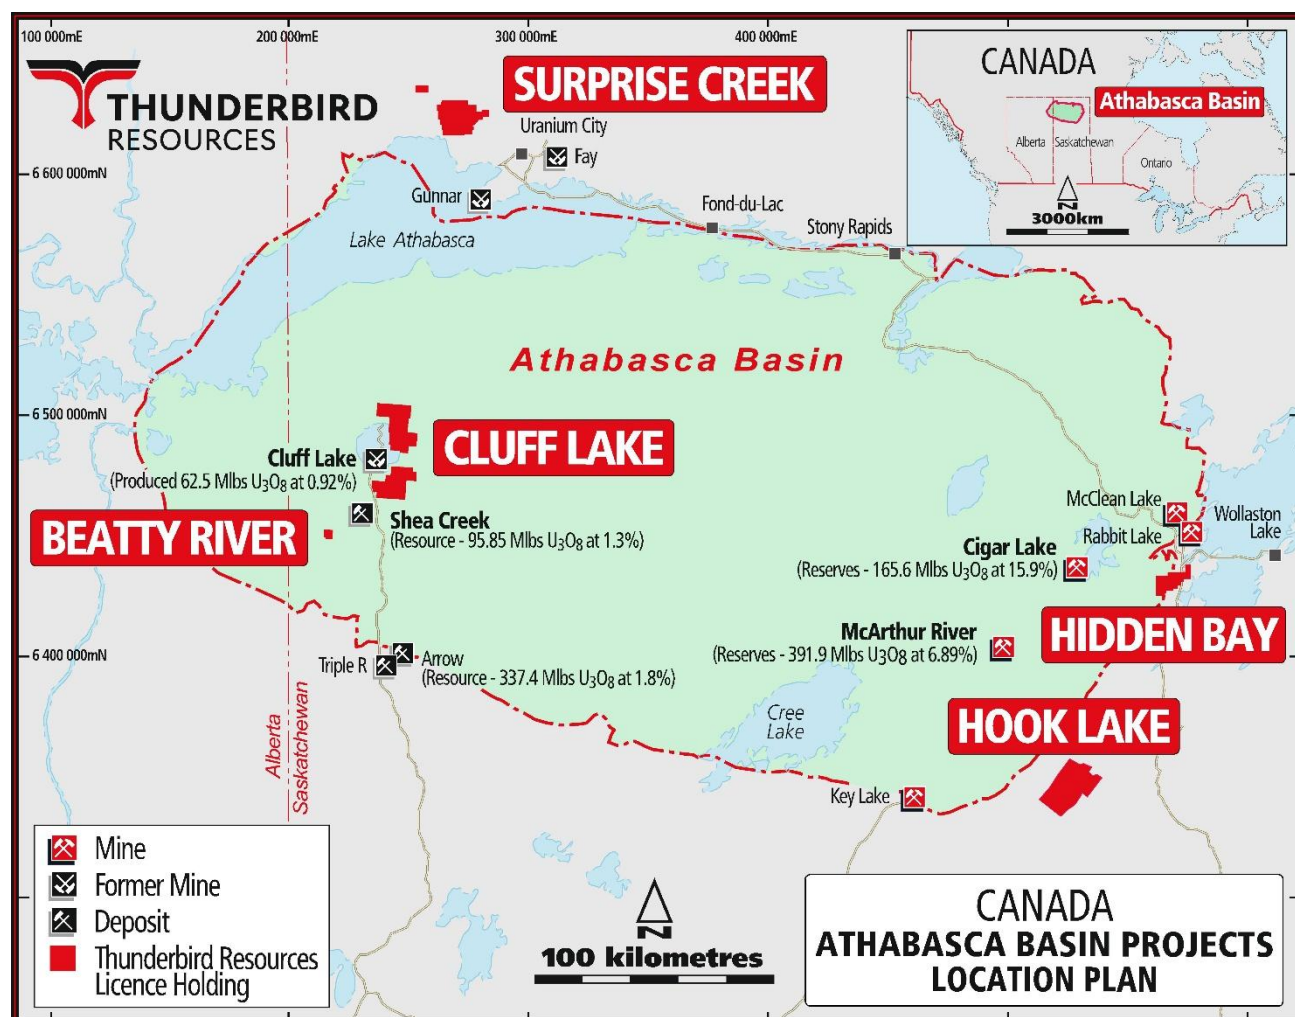 100 000mE
200 000mE
300 000mE
400 000mE
THUNDERBIRD
RESOURCES
SURPRISE CREEK
CANADA
Athabasca Basin
Alberta
Saskatchewan
Ontario
N
3000km
Uranium City
Fay
6 600 000mN
Gunnar
Fond-du-Lac
Lake Athabasca
Stony Rapids
Athabasca Basin
6 500 000mN
CLUFF LAKE
Cluff Lake
(Produced 62.5 Mlbs U₃O₈ at 0.92%)
McClean Lake
Wollaston
Lake
Rabbit Lake
BEATTY RIVER
Shea Creek
(Resource - 95.85 Mlbs U₃O₈ at 1.3%)
Cigar Lake
(Reserves - 165.6 Mlbs U₃O₈ at 15.9%)
HIDDEN BAY
McArthur River
(Reserves - 391.9 Mlbs U₃O₈ at 6.89%)
6 400 000mN
Triple R
Arrow
(Resource - 337.4 Mlbs U₃O₈ at 1.8%)
Cree
Lake
HOOK LAKE
Alberta
Saskatchewan
Key Lake
Mine
Former Mine
Deposit
Thunderbird Resources
Licence Holding
N
100 kilometres
CANADA
ATHABASCA BASIN PROJECTS
LOCATION PLAN